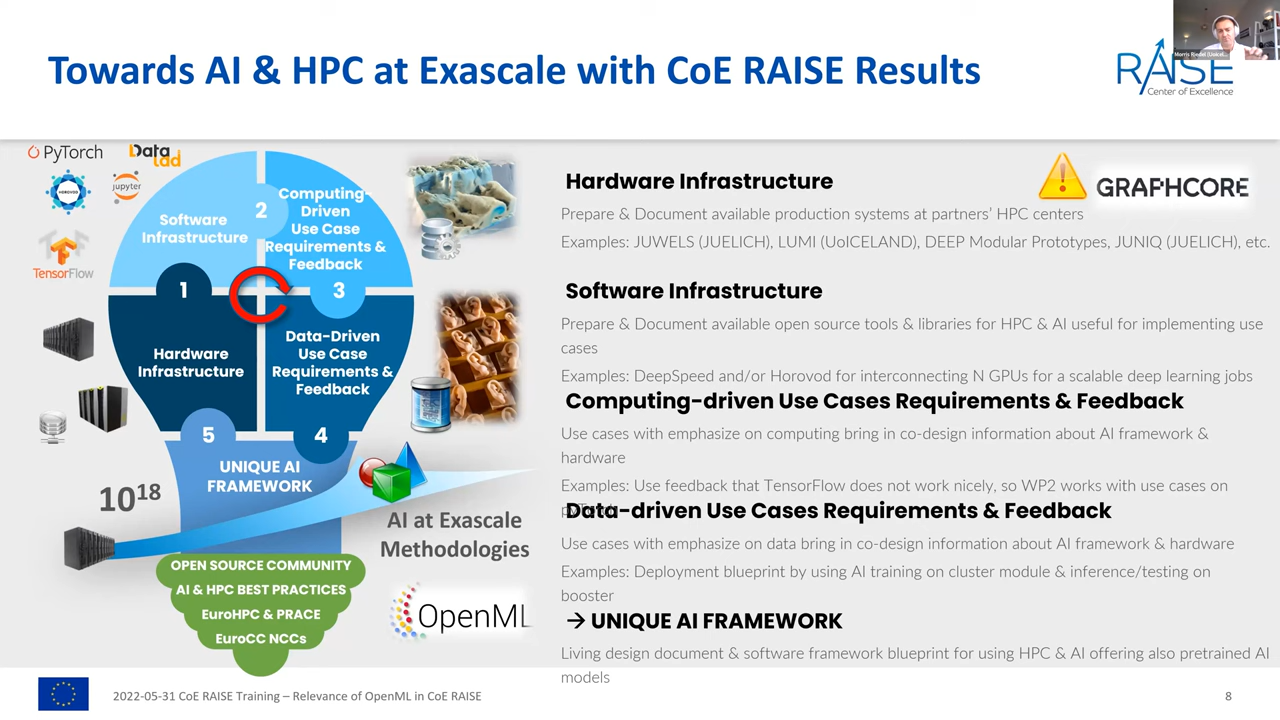 Towards AI & HPC at Exascale with CoE RAISE Results
RAISE
Center of Excellence
PyTorch
DataLad
HOROVOD
jupyter
TensorFlow
Software
Infrastructure
2
Computing-
Driven
Use Case
Requirements &
Feedback
1
3
Hardware
Infrastructure
Data-Driven
Use Case
Requirements &
Feedback
5
4
UNIQUE AI
FRAMEWORK
10^18
AI at Exascale
Methodologies
OPEN SOURCE COMMUNITY
AI & HPC BEST PRACTICES
EuroHPC & PRACE
EuroCC NCCs
OpenML
Hardware Infrastructure
GRAFHCORE
Prepare & Document available production systems at partners' HPC centers
Examples: JUWELS (JUELICH), LUMI (UoICELAND), DEEP Modular Prototypes, JUNIQ (JUELICH), etc.
Software Infrastructure
Prepare & Document available open source tools & libraries for HPC & AI useful for implementing use
cases
Examples: DeepSpeed and/or Horovod for interconnecting N GPUs for a scalable deep learning jobs
Computing-driven Use Cases Requirements & Feedback
Use cases with emphasize on computing bring in co-design information about AI framework &
hardware
Examples: Use feedback that TensorFlow does not work nicely, so WP2 works with use cases on
Data-driven Use Cases Requirements & Feedback
Use cases with emphasize on data bring in co-design information about AI framework & hardware
Examples: Deployment blueprint by using AI training on cluster module & inference/testing on
booster
→ UNIQUE AI FRAMEWORK
Living design document & software framework blueprint for using HPC & AI offering also pretrained AI
models
2022-05-31 CoE RAISE Training – Relevance of OpenML in CoE RAISE
8